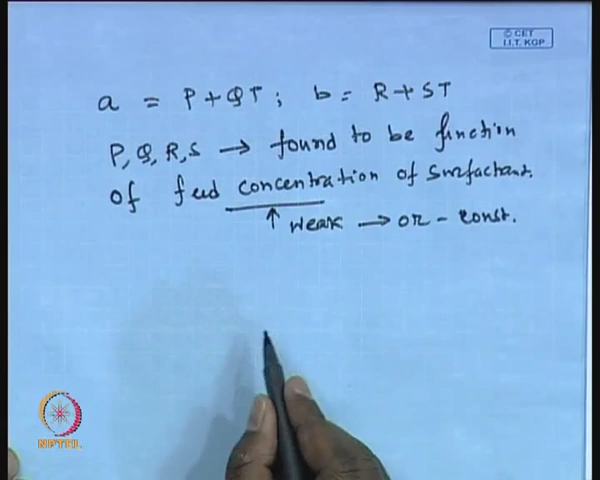 © CET
I.I.T. KGP
a = P+QT ; b = R+ST
P, Q, R, S → found to be function
of feed concentration of surfactant.
↑ weak → or - const.
NPTEL